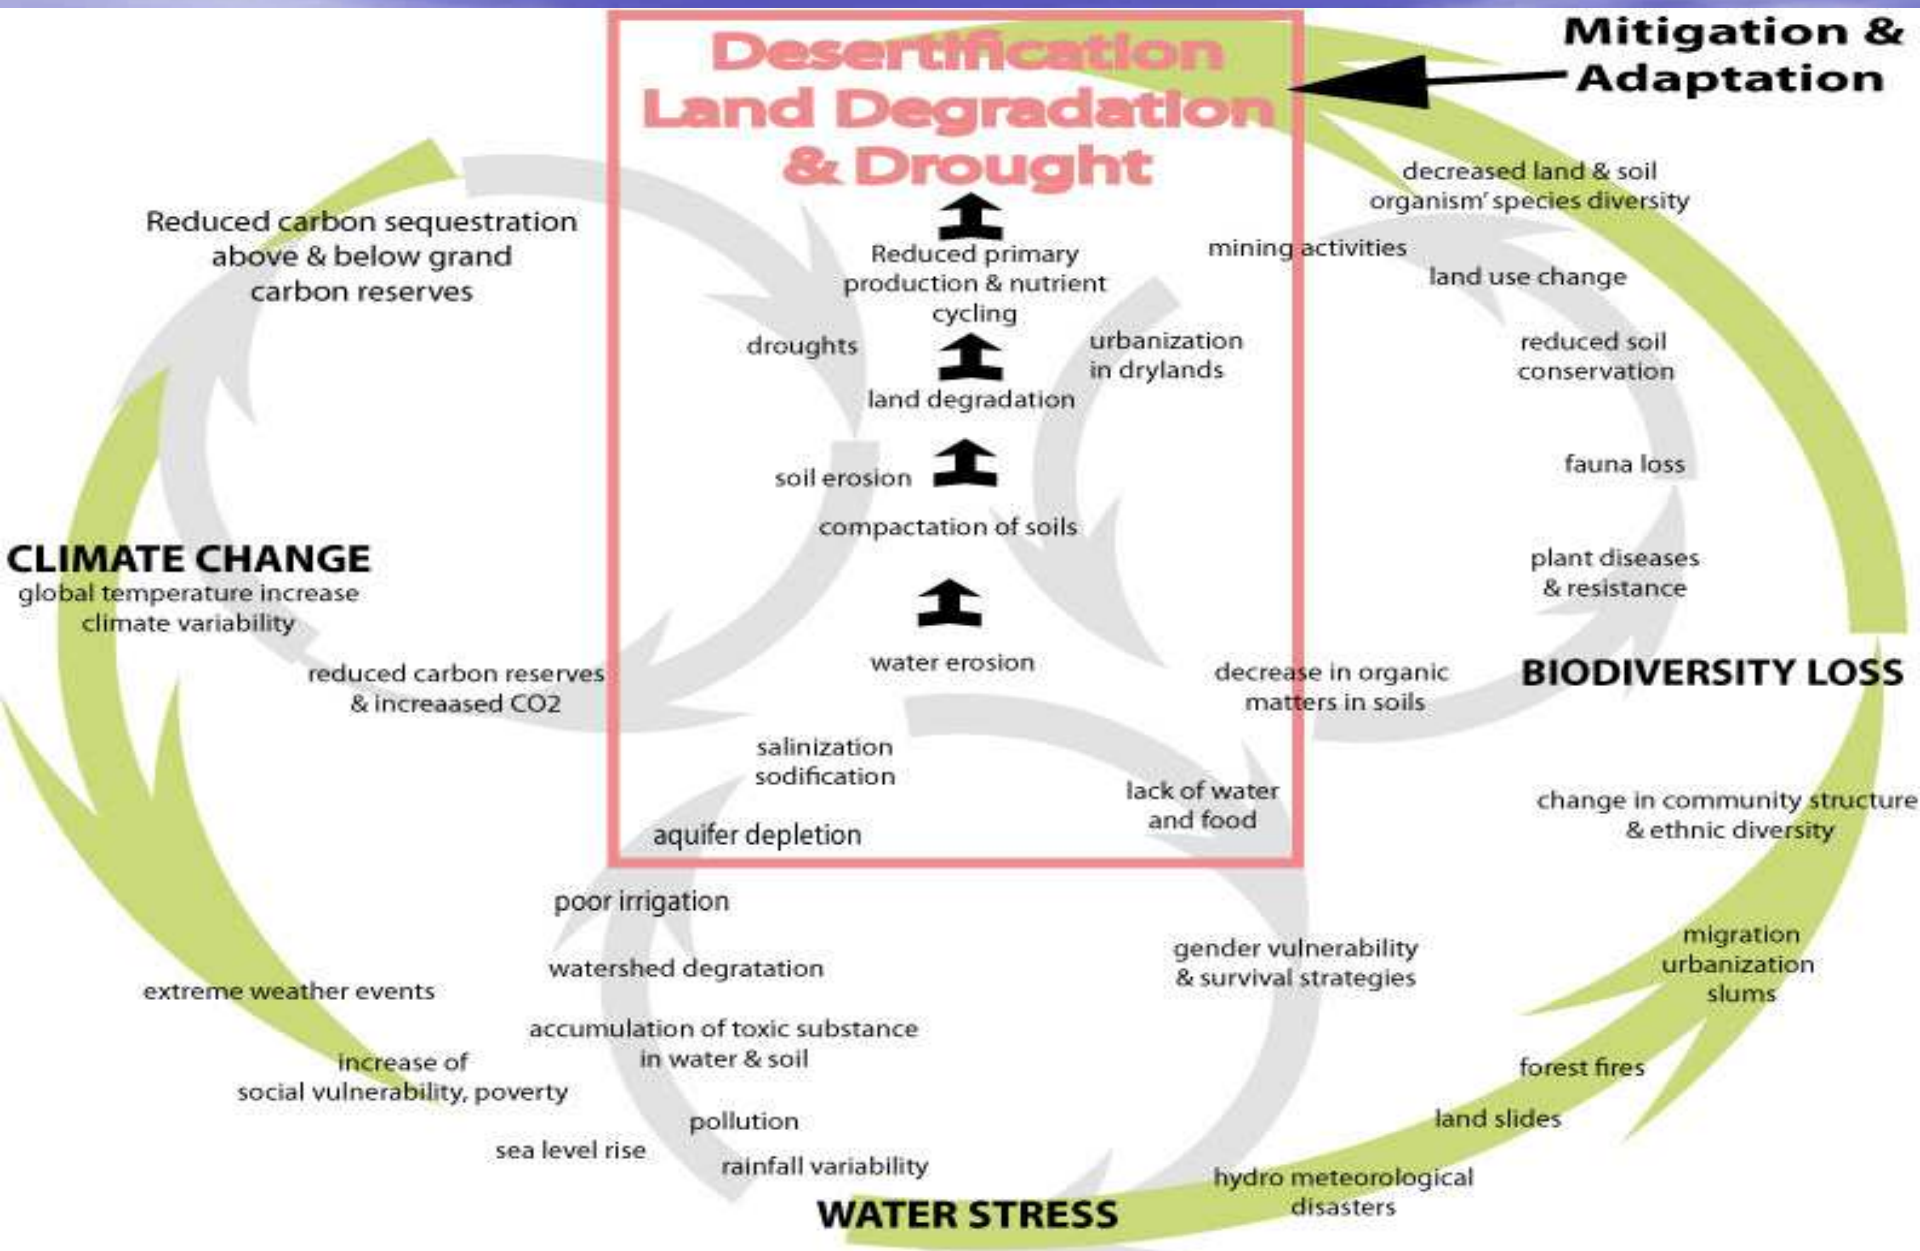 Desertification
Land Degradation
& Drought
Mitigation &
Adaptation
Reduced carbon sequestration
above & below grand
carbon reserves
Reduced primary
production & nutrient
cycling
droughts
urbanization
in drylands
land degradation
soil erosion
compactation of soils
water erosion
decreased land & soil
organism' species diversity
mining activities
land use change
reduced soil
conservation
fauna loss
plant diseases
& resistance
CLIMATE CHANGE
global temperature increase
climate variability
reduced carbon reserves
& increaased CO2
decrease in organic
matters in soils
BIODIVERSITY LOSS
salinization
sodification
lack of water
and food
aquifer depletion
change in community structure
& ethnic diversity
poor irrigation
watershed degratation
gender vulnerability
& survival strategies
migration
urbanization
slums
extreme weather events
accumulation of toxic substance
in water & soil
increase of
social vulnerability, poverty
forest fires
land slides
pollution
sea level rise
rainfall variability
hydro meteorological
disasters
WATER STRESS